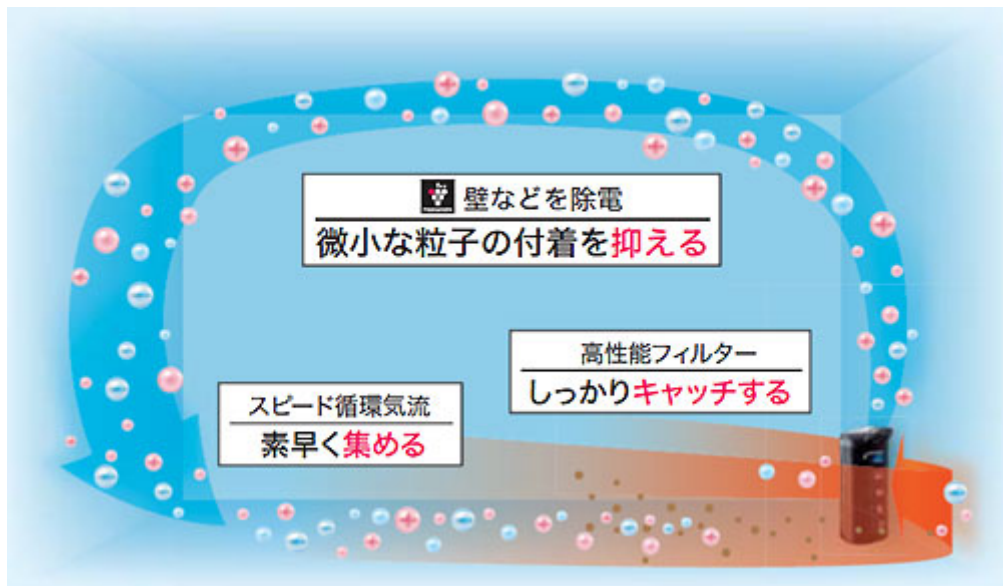 壁などを除電
微小な粒子の付着を抑える
高性能フィルター
しっかりキャッチする
スピード循環気流
素早く集める